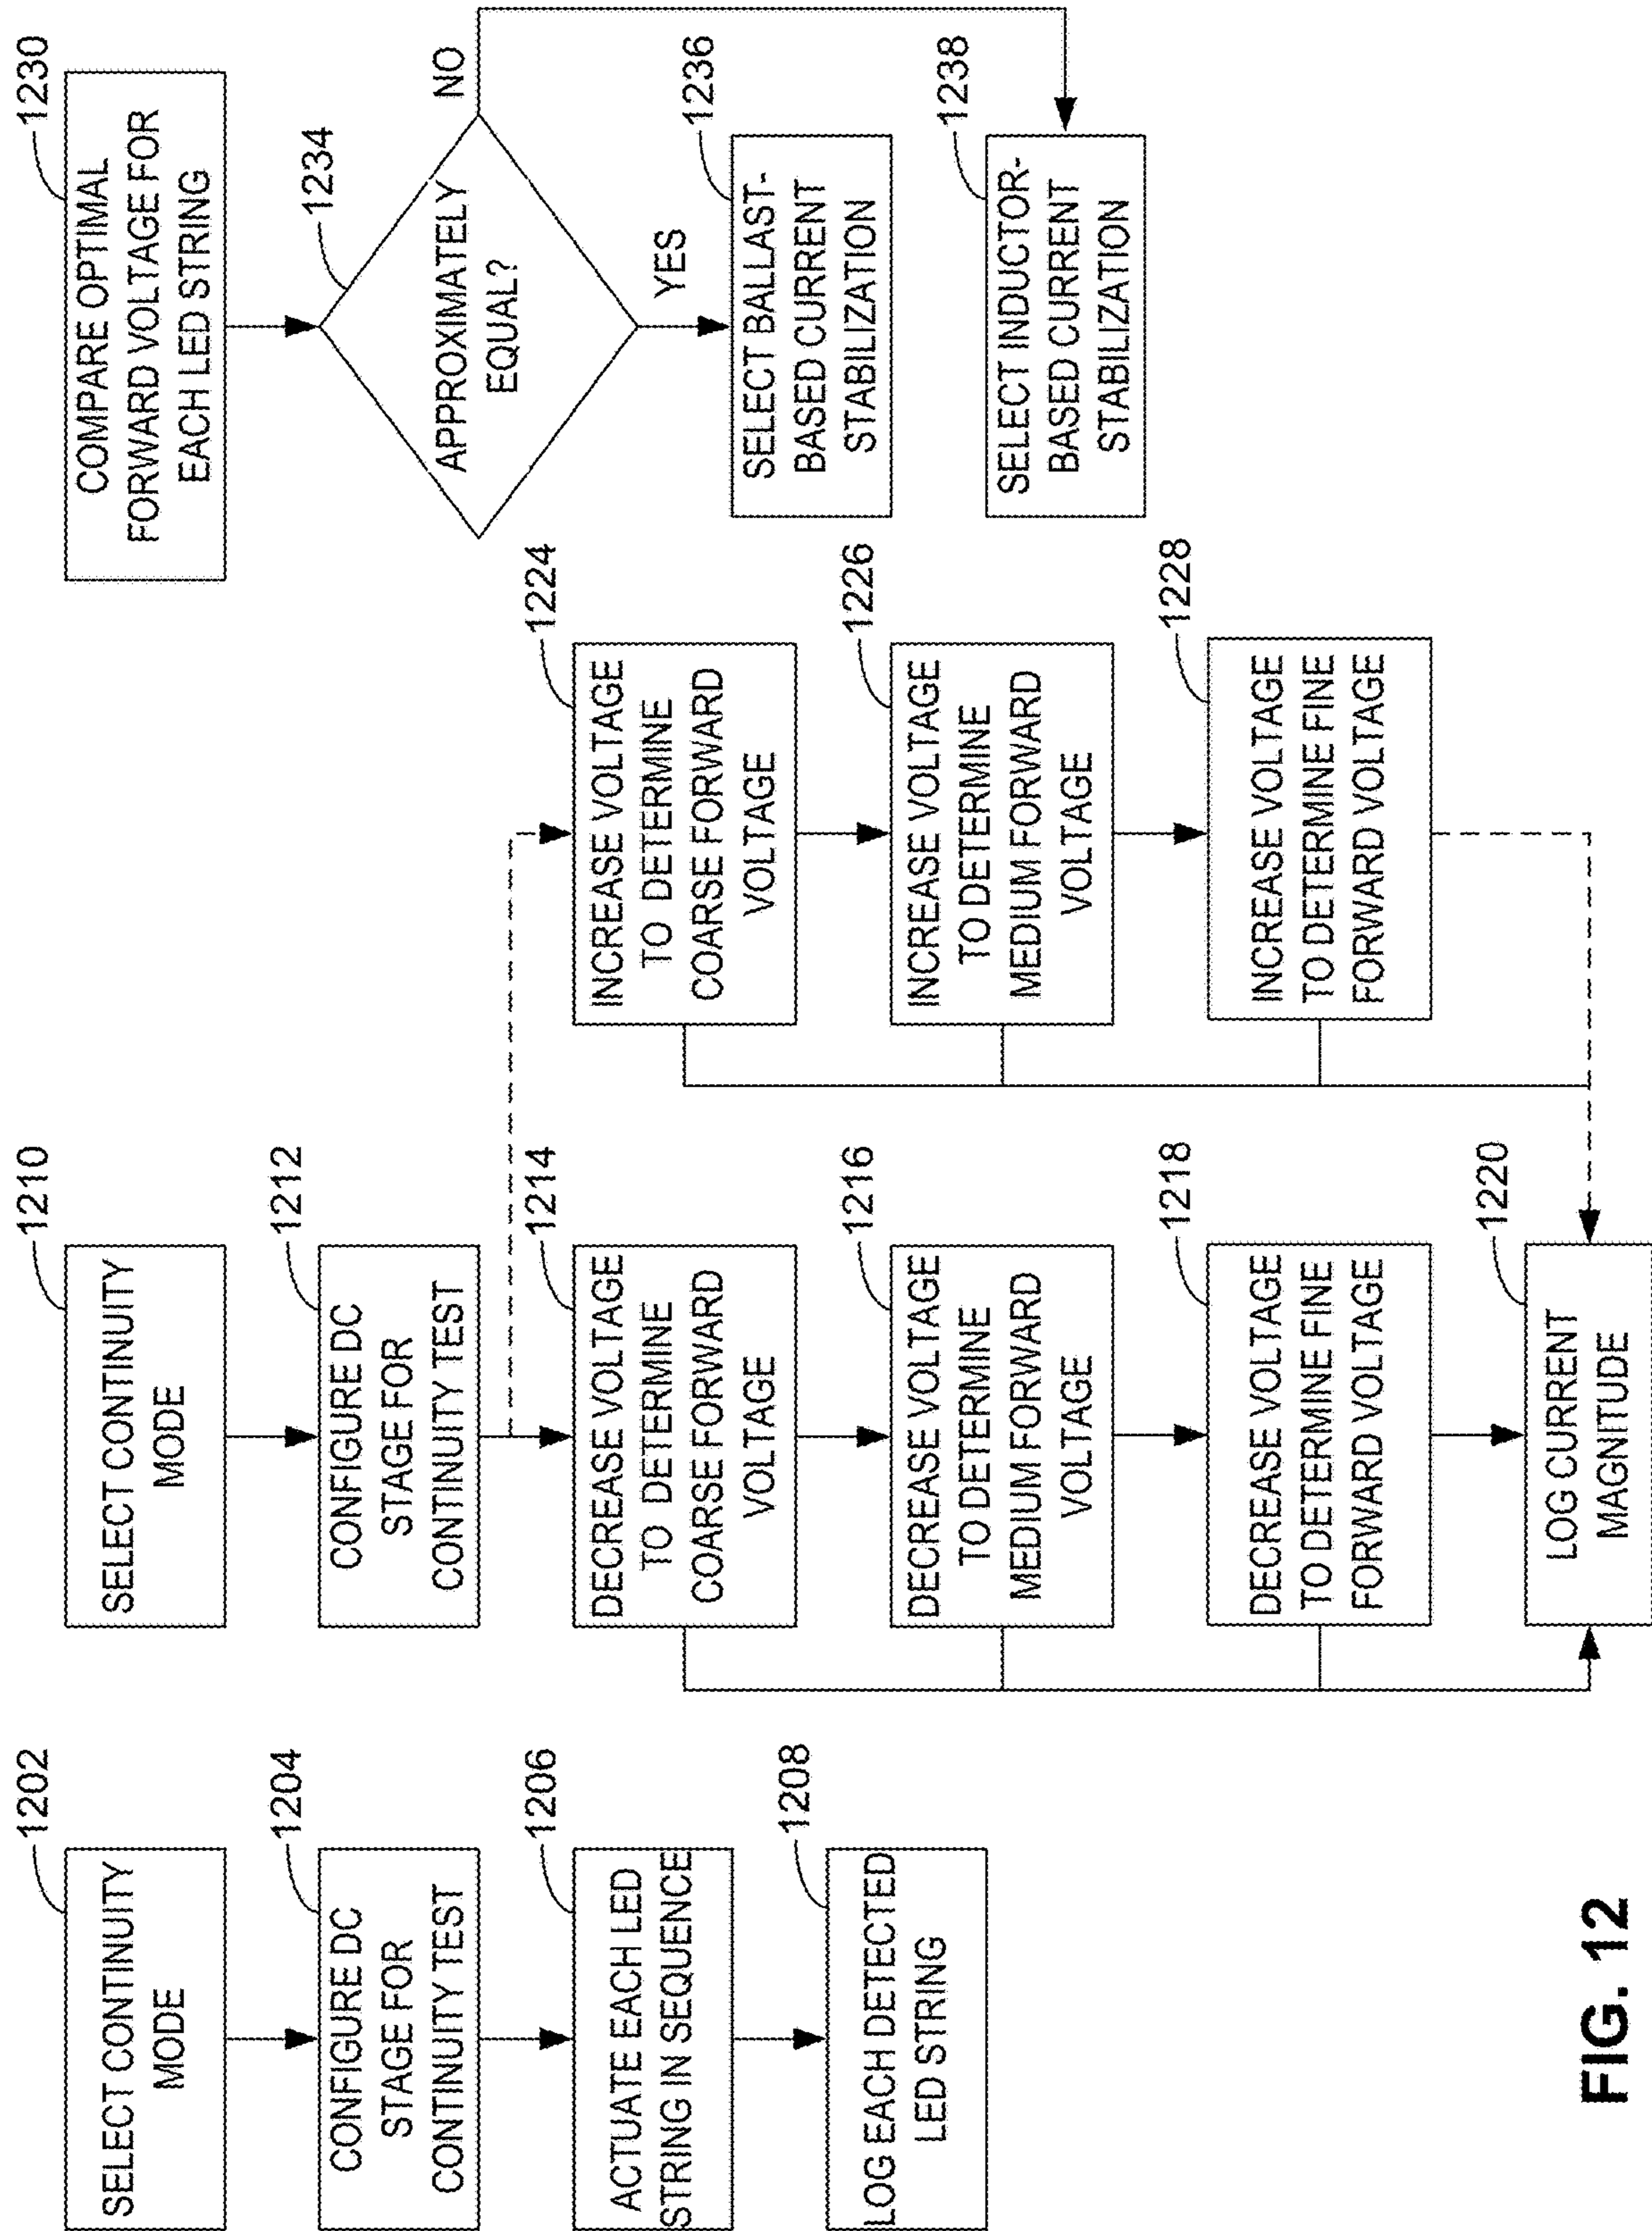 1202
SELECT CONTINUITY
MODE
1204
CONFIGURE DC
STAGE FOR
CONTINUITY TEST
1206
ACTUATE EACH LED
STRING IN SEQUENCE
1208
LOG EACH DETECTED
LED STRING
1210
SELECT CONTINUITY
MODE
1212
CONFIGURE DC
STAGE FOR
CONTINUITY TEST
1214
DECREASE VOLTAGE
TO DETERMINE
COARSE FORWARD
VOLTAGE
1216
DECREASE VOLTAGE
TO DETERMINE
MEDIUM FORWARD
VOLTAGE
1218
DECREASE VOLTAGE
TO DETERMINE FINE
FORWARD VOLTAGE
1220
LOG CURRENT
MAGNITUDE
1224
INCREASE VOLTAGE
TO DETERMINE
COARSE FORWARD
VOLTAGE
1226
INCREASE VOLTAGE
TO DETERMINE
MEDIUM FORWARD
VOLTAGE
1228
INCREASE VOLTAGE
TO DETERMINE FINE
FORWARD VOLTAGE
1230
COMPARE OPTIMAL
FORWARD VOLTAGE FOR
EACH LED STRING
1234
APPROXIMATELY
EQUAL?
NO
YES
1236
SELECT BALLAST-
BASED CURRENT
STABILIZATION
1238
SELECT INDUCTOR-
BASED CURRENT
STABILIZATION
FIG. 12